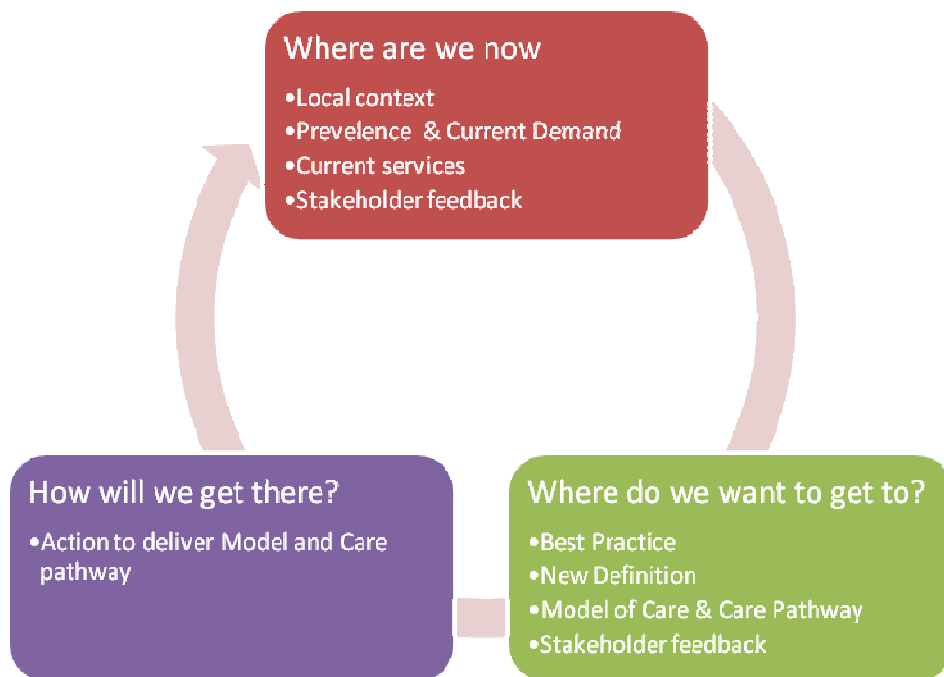 Where are we now
•Local context
•Prevelence & Current Demand
•Current services
•Stakeholder feedback
How will we get there?
•Action to deliver Model and Care
pathway
Where do we want to get to?
•Best Practice
•New Definition
•Model of Care & Care Pathway
•Stakeholder feedback